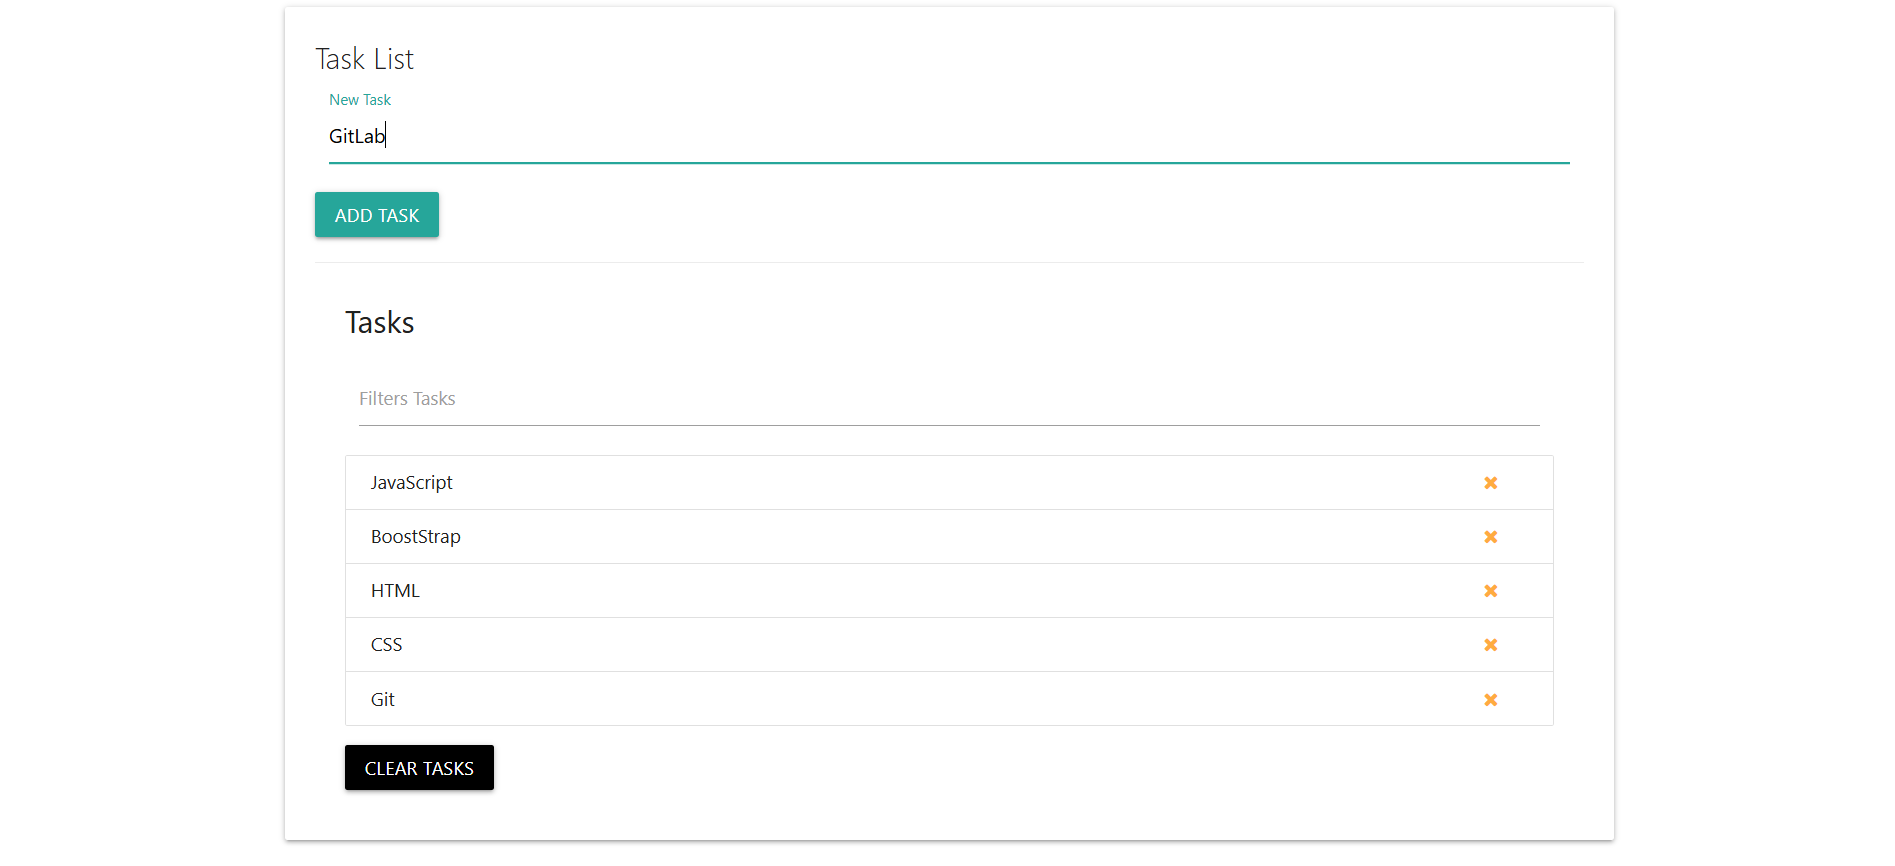 Task List
New Task
GitLab
ADD TASK
Tasks
Filters Tasks
JavaScript
BoostStrap
HTML
CSS
Git
CLEAR TASKS